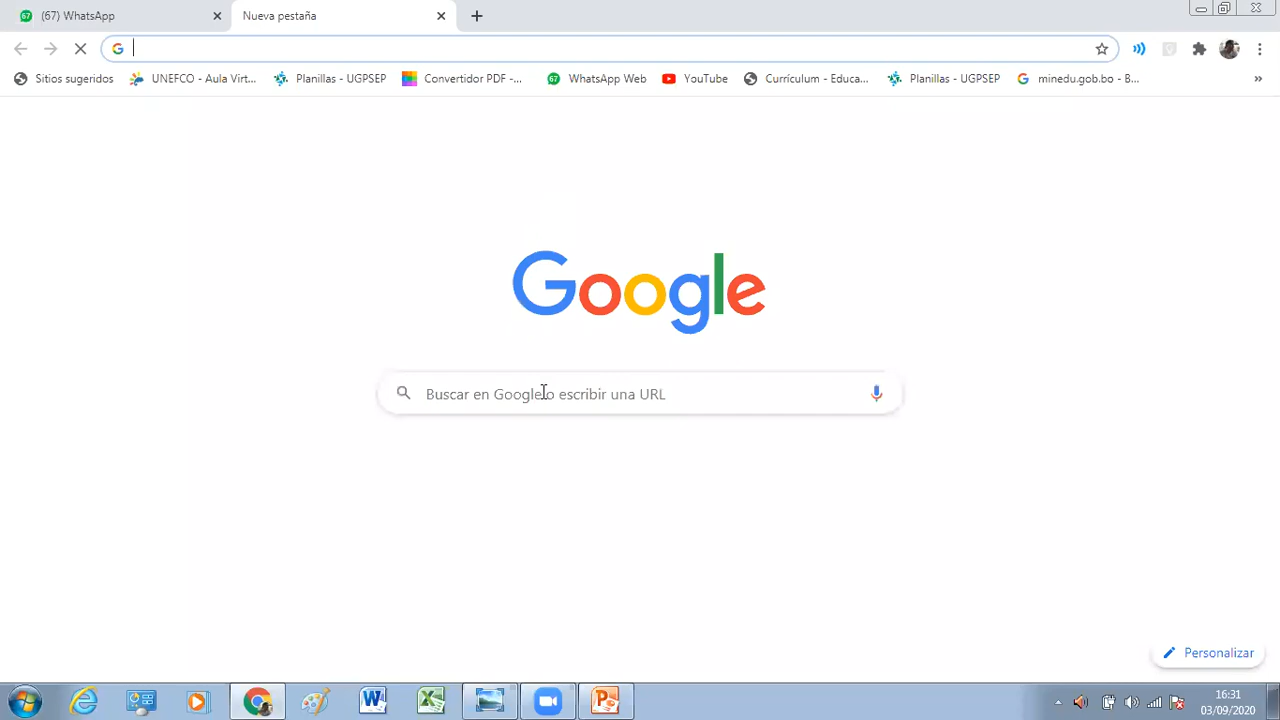 (67) WhatsApp
Nueva pestaña
Sitios sugeridos
UNEFCO - Aula Virt...
Planillas - UGPSEP
Convertidor PDF -...
WhatsApp Web
YouTube
Currículum - Educa...
Planillas - UGPSEP
minedu.gob.bo - B...
Google
Buscar en Google o escribir una URL
Personalizar
16:31
03/09/2020